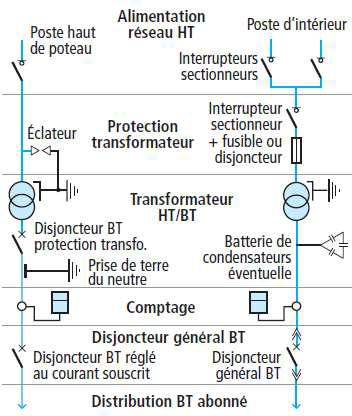 Alimentation
réseau HT
Poste haut
de poteau
Poste d'intérieur
Interrupteurs
sectionneurs
Éclateur
Protection
transformateur
Interrupteur
sectionneur
+ fusible ou
disjoncteur
Transformateur
HT/BT
Disjoncteur BT
protection transfo.
Prise de terre
du neutre
Batterie de
condensateurs
éventuelle
Comptage
Disjoncteur général BT
Disjoncteur BT réglé
au courant souscrit
Disjoncteur
général BT
Distribution BT abonné